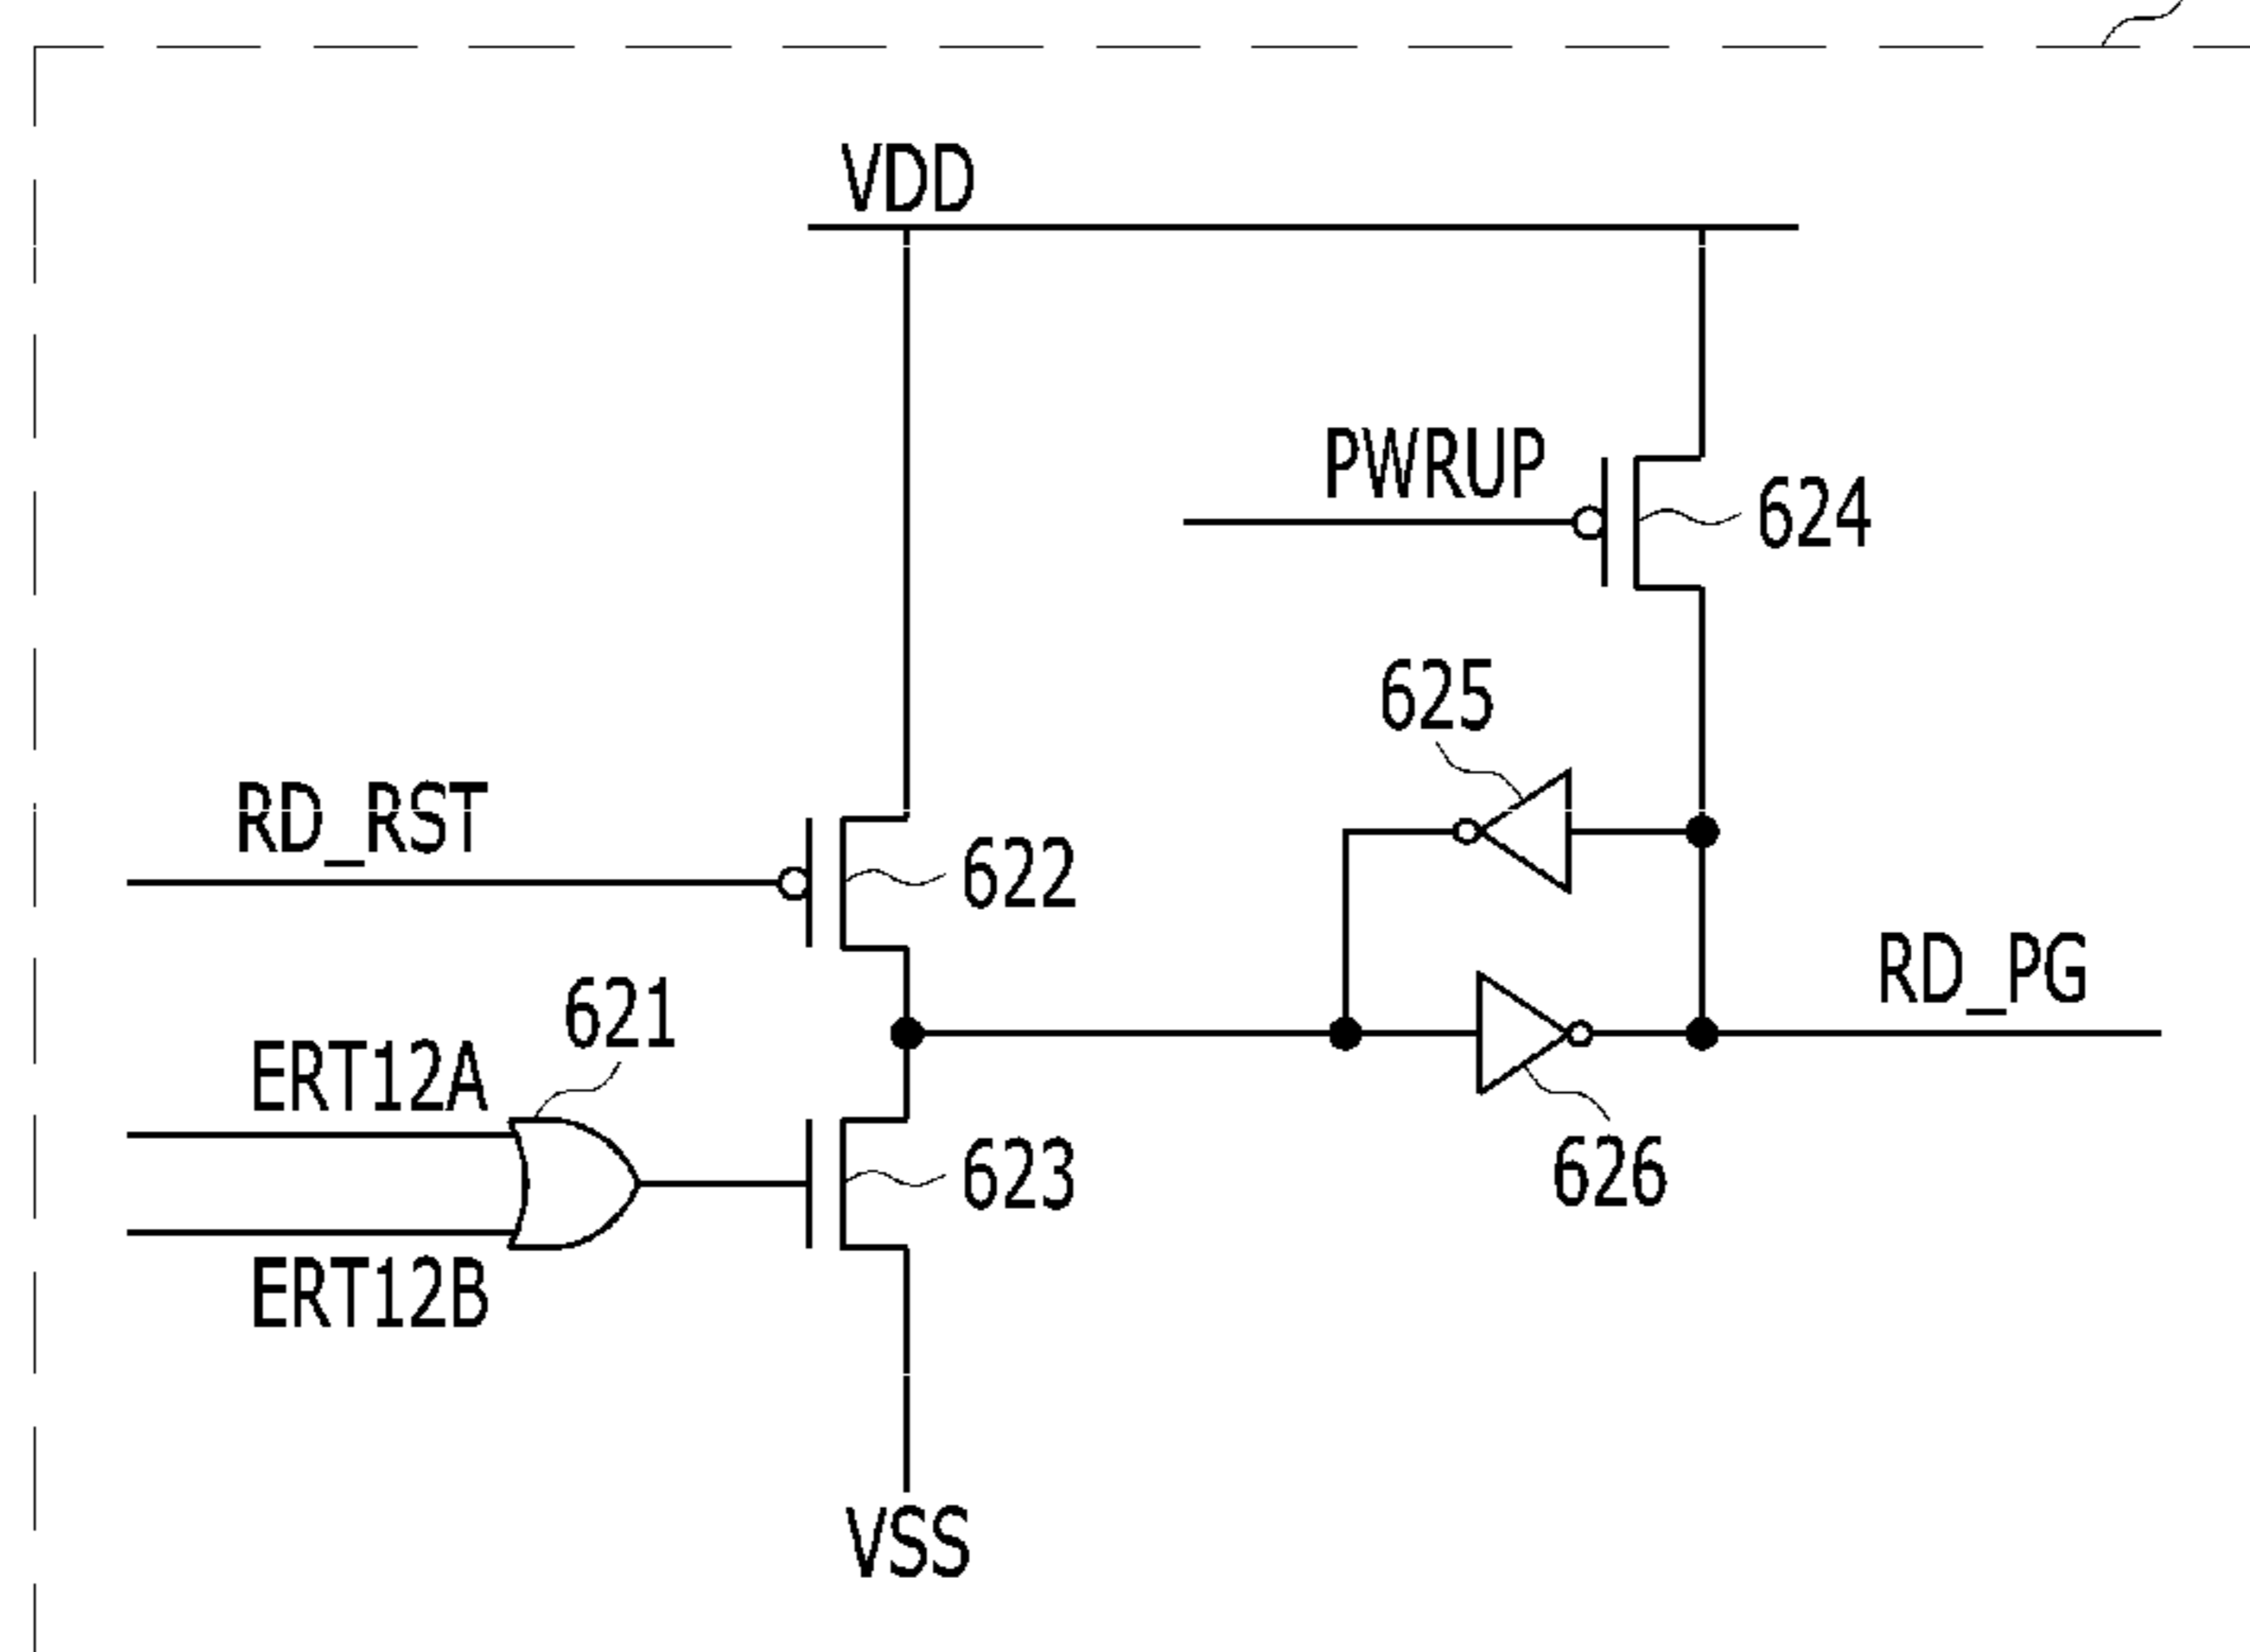 VDD
PWRUP
624
625
RD_RST
622
RD_PG
621
ERT12A
623
626
ERT12B
VSS